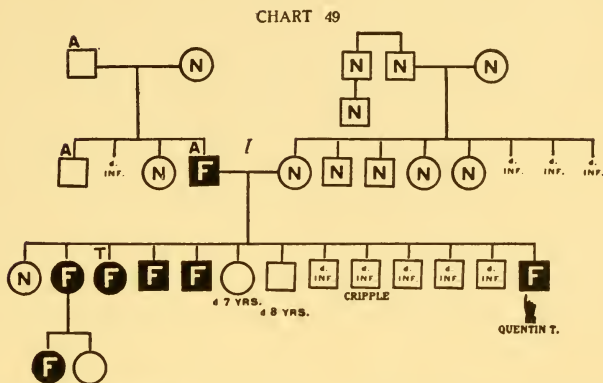 CHART 49
A
N N N N
N
A A I
d. N F N N N N N d. d. d.
INF. INF. INF. INF.
T
N F F F F d. d. d. d. d. F
INF. INF. INF. INF. INF.
d 7 YRS. CRIPPLE
d 8 YRS.
QUENTIN T.
F